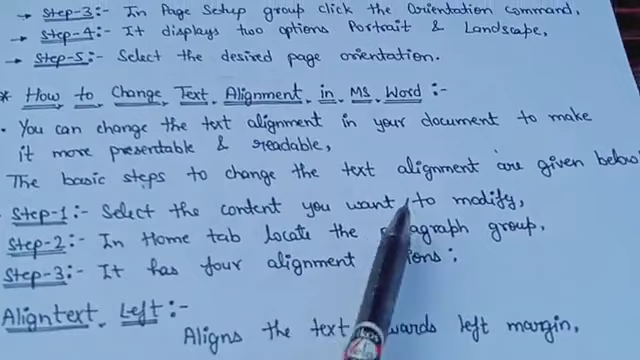 → Step-3:- In Page Setup group click the Orientation command,
→ Step-4:- It displays two options Portrait & Landscape,
→ Step-5:- Select the desired page orientation.
* How to Change Text Alignment in MS Word:-
• You can change the text alignment in your document to make
it more presentable & readable,
The basic steps to change the text alignment are given below
Step-1:- Select the content you want to modify,
Step-2:- In Home tab locate the paragraph group,
Step-3:- It has four alignment options:
Aligntext Left:-
Aligns the text towards left margin,